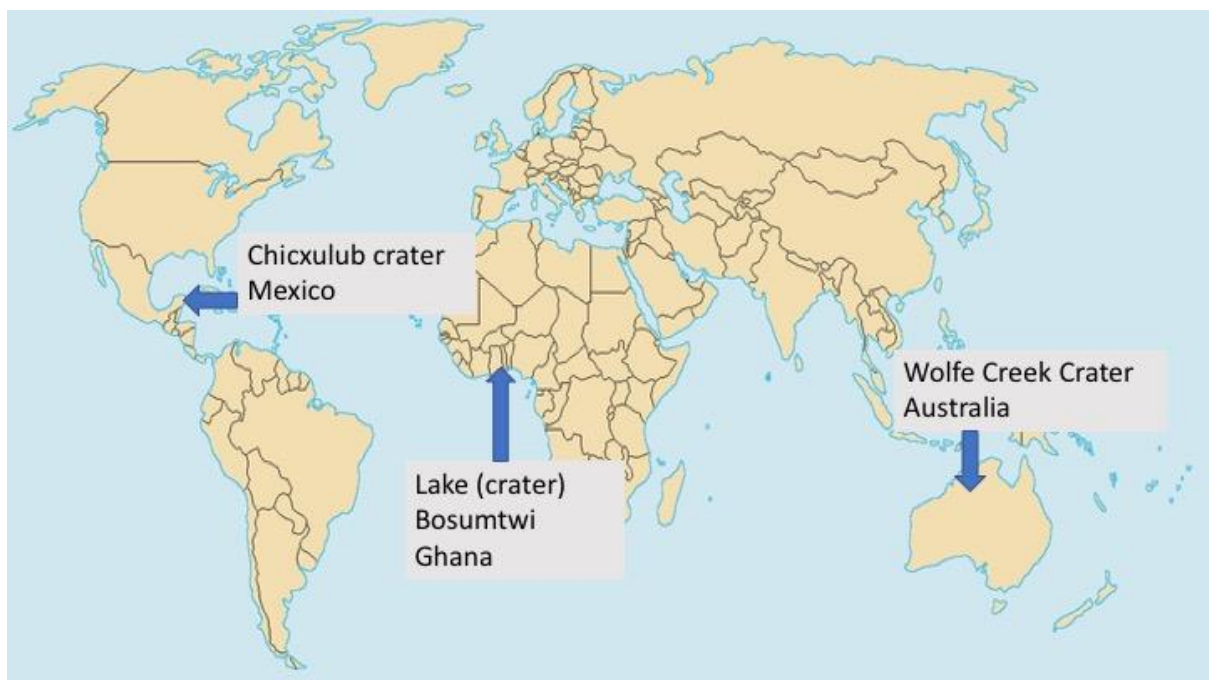 Chicxulub crater
Mexico
Lake (crater)
Bosumtwi
Ghana
Wolfe Creek Crater
Australia